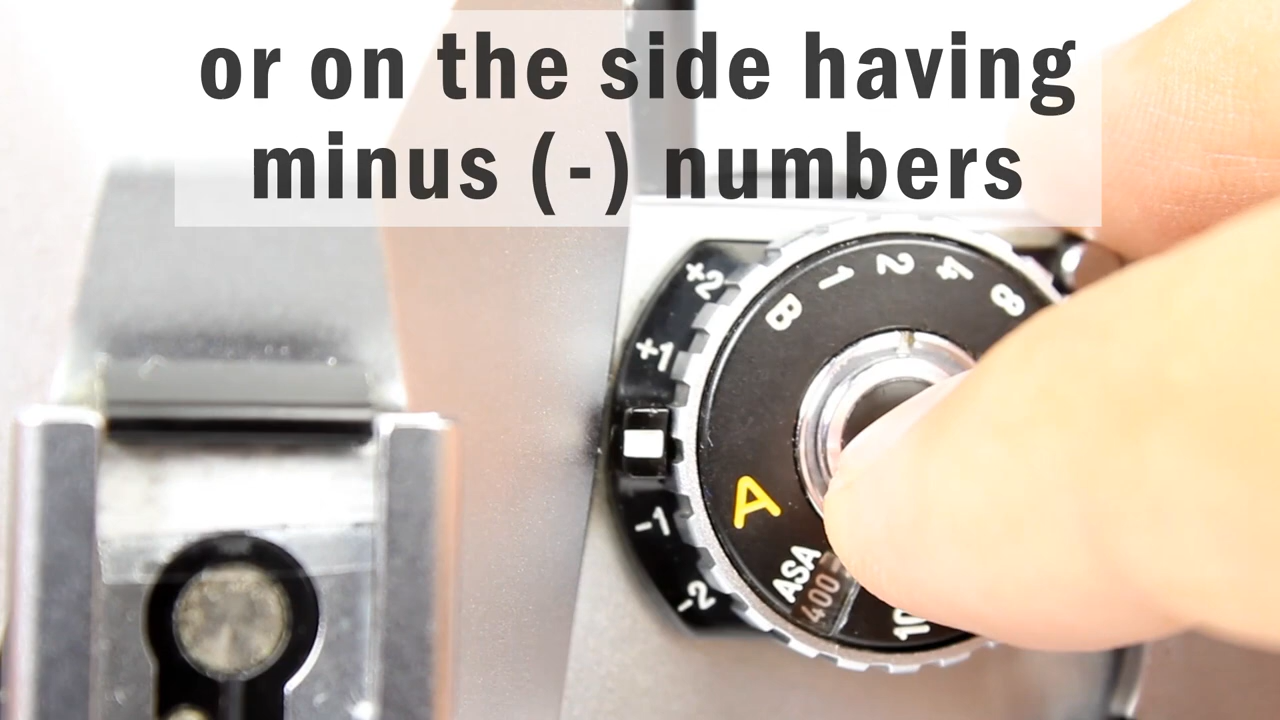 or on the side having
minus (-) numbers
+2
+1
-1
-2
B
1
2
4
8
A
ASA
400